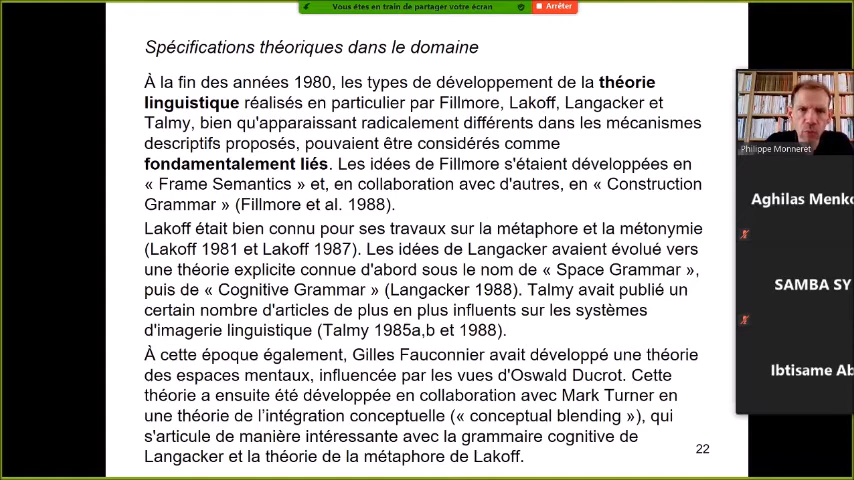 Vous êtes en train de partager votre écran
Arrêter
Spécifications théoriques dans le domaine
À la fin des années 1980, les types de développement de la théorie
linguistique réalisés en particulier par Fillmore, Lakoff, Langacker et
Talmy, bien qu'apparaissant radicalement différents dans les mécanismes
descriptifs proposés, pouvaient être considérés comme
fondamentalement liés. Les idées de Fillmore s'étaient développées en
« Frame Semantics » et, en collaboration avec d'autres, en « Construction
Grammar » (Fillmore et al. 1988).
Lakoff était bien connu pour ses travaux sur la métaphore et la métonymie
(Lakoff 1981 et Lakoff 1987). Les idées de Langacker avaient évolué vers
une théorie explicite connue d'abord sous le nom de « Space Grammar »,
puis de « Cognitive Grammar » (Langacker 1988). Talmy avait publié un
certain nombre d'articles de plus en plus influents sur les systèmes
d'imagerie linguistique (Talmy 1985a,b et 1988).
À cette époque également, Gilles Fauconnier avait développé une théorie
des espaces mentaux, influencée par les vues d'Oswald Ducrot. Cette
théorie a ensuite été développée en collaboration avec Mark Turner en
une théorie de l'intégration conceptuelle (« conceptual blending »), qui
s'articule de manière intéressante avec la grammaire cognitive de
Langacker et la théorie de la métaphore de Lakoff.
22
Philippe Monneret
Aghilas Menko
SAMBA SY
Ibtisame Ab